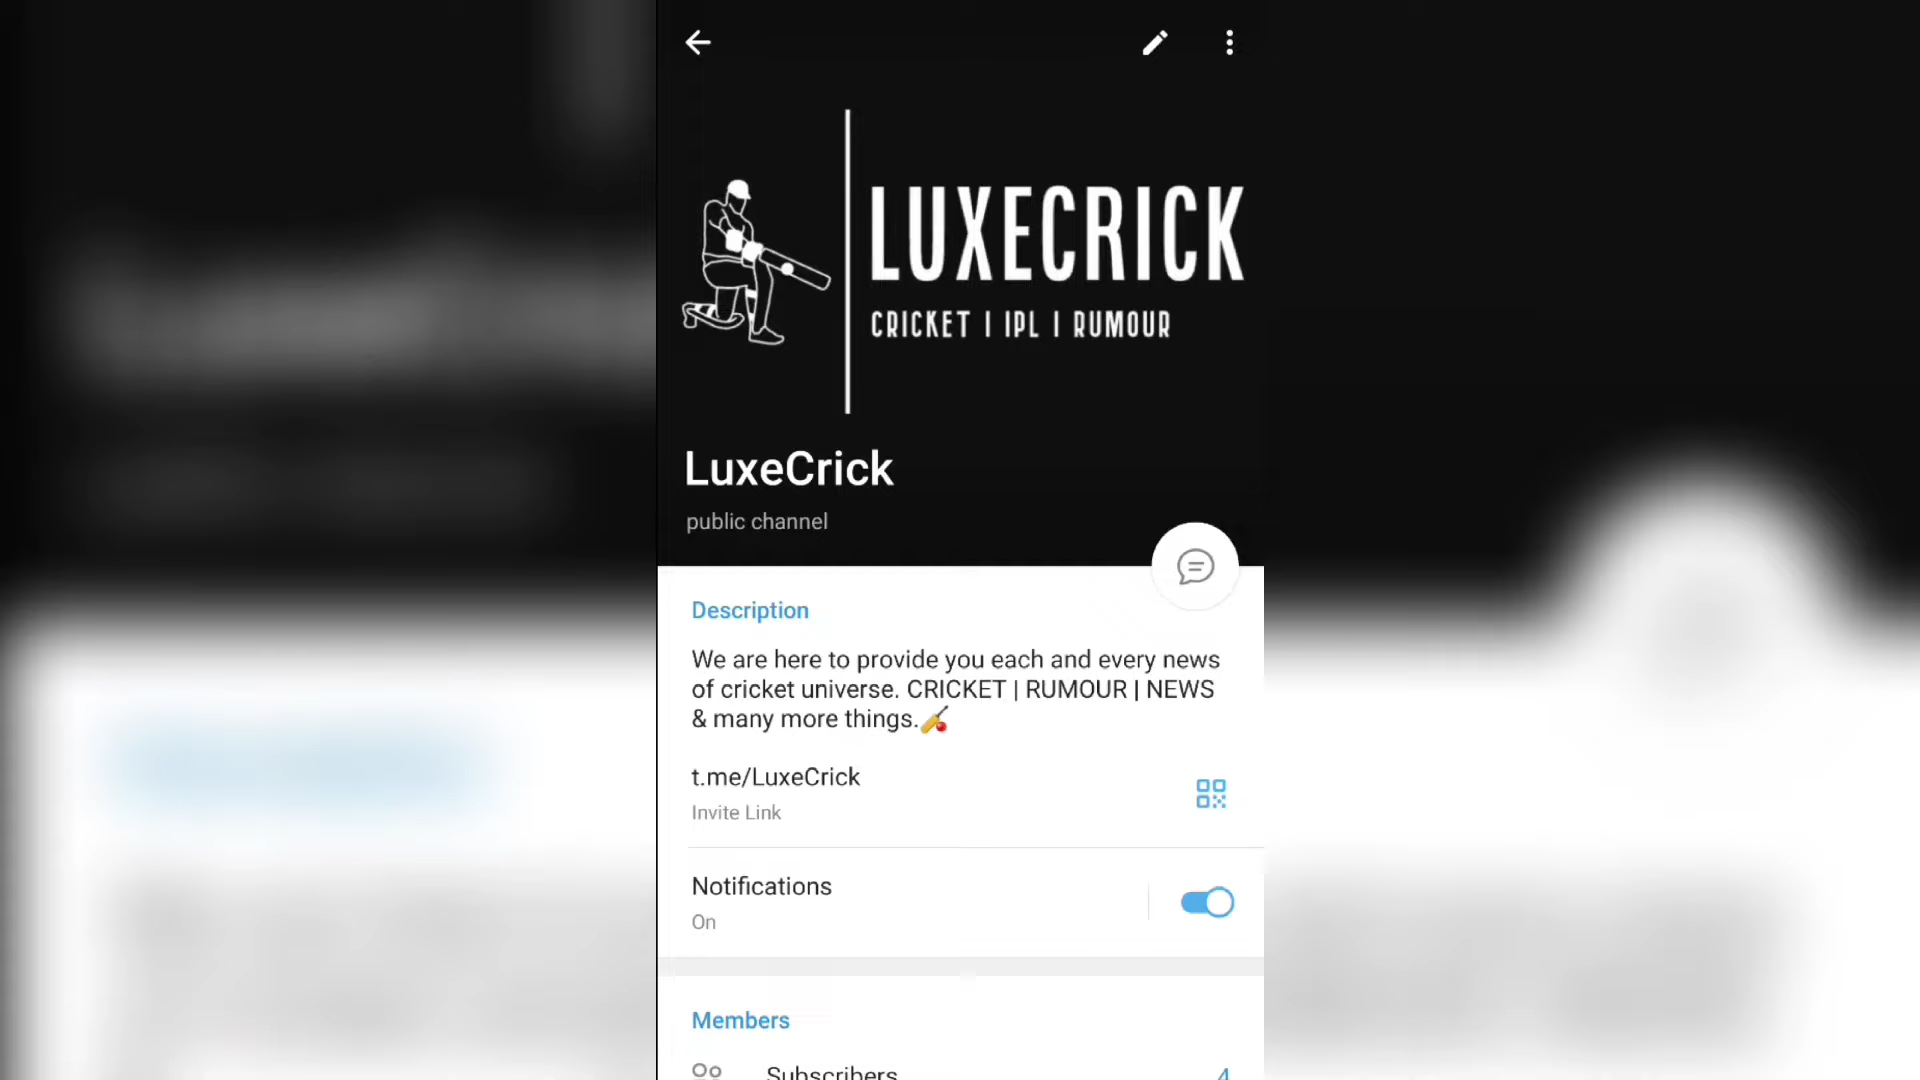 LUXECRICK
CRICKET | IPL | RUMOUR
LuxeCrick
public channel
Description
We are here to provide you each and every news
of cricket universe. CRICKET | RUMOUR | NEWS
& many more things.🏏
t.me/LuxeCrick
Invite Link
Notifications
On
Members
Subscribers 4